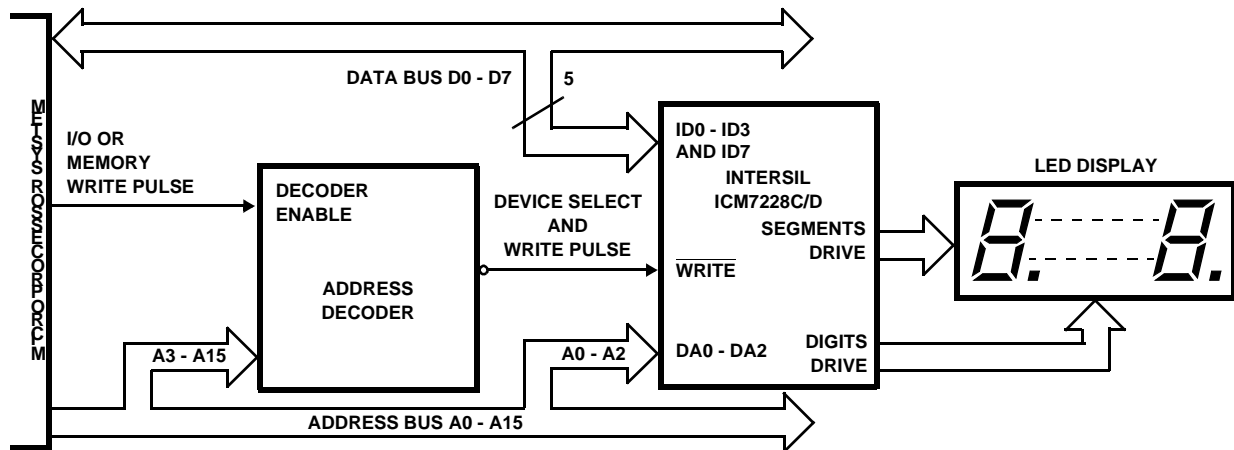 MICROPROCESSOR SYSTEM
DATA BUS D0 - D7
5
I/O OR
MEMORY
WRITE PULSE
DECODER
ENABLE
ADDRESS
DECODER
DEVICE SELECT
AND
WRITE PULSE
ID0 - ID3
AND ID7
INTERSIL
ICM7228C/D
SEGMENTS
DRIVE
WRITE
DA0 - DA2
DIGITS
DRIVE
LED DISPLAY
8.
8.
A3 - A15
A0 - A2
ADDRESS BUS A0 - A15